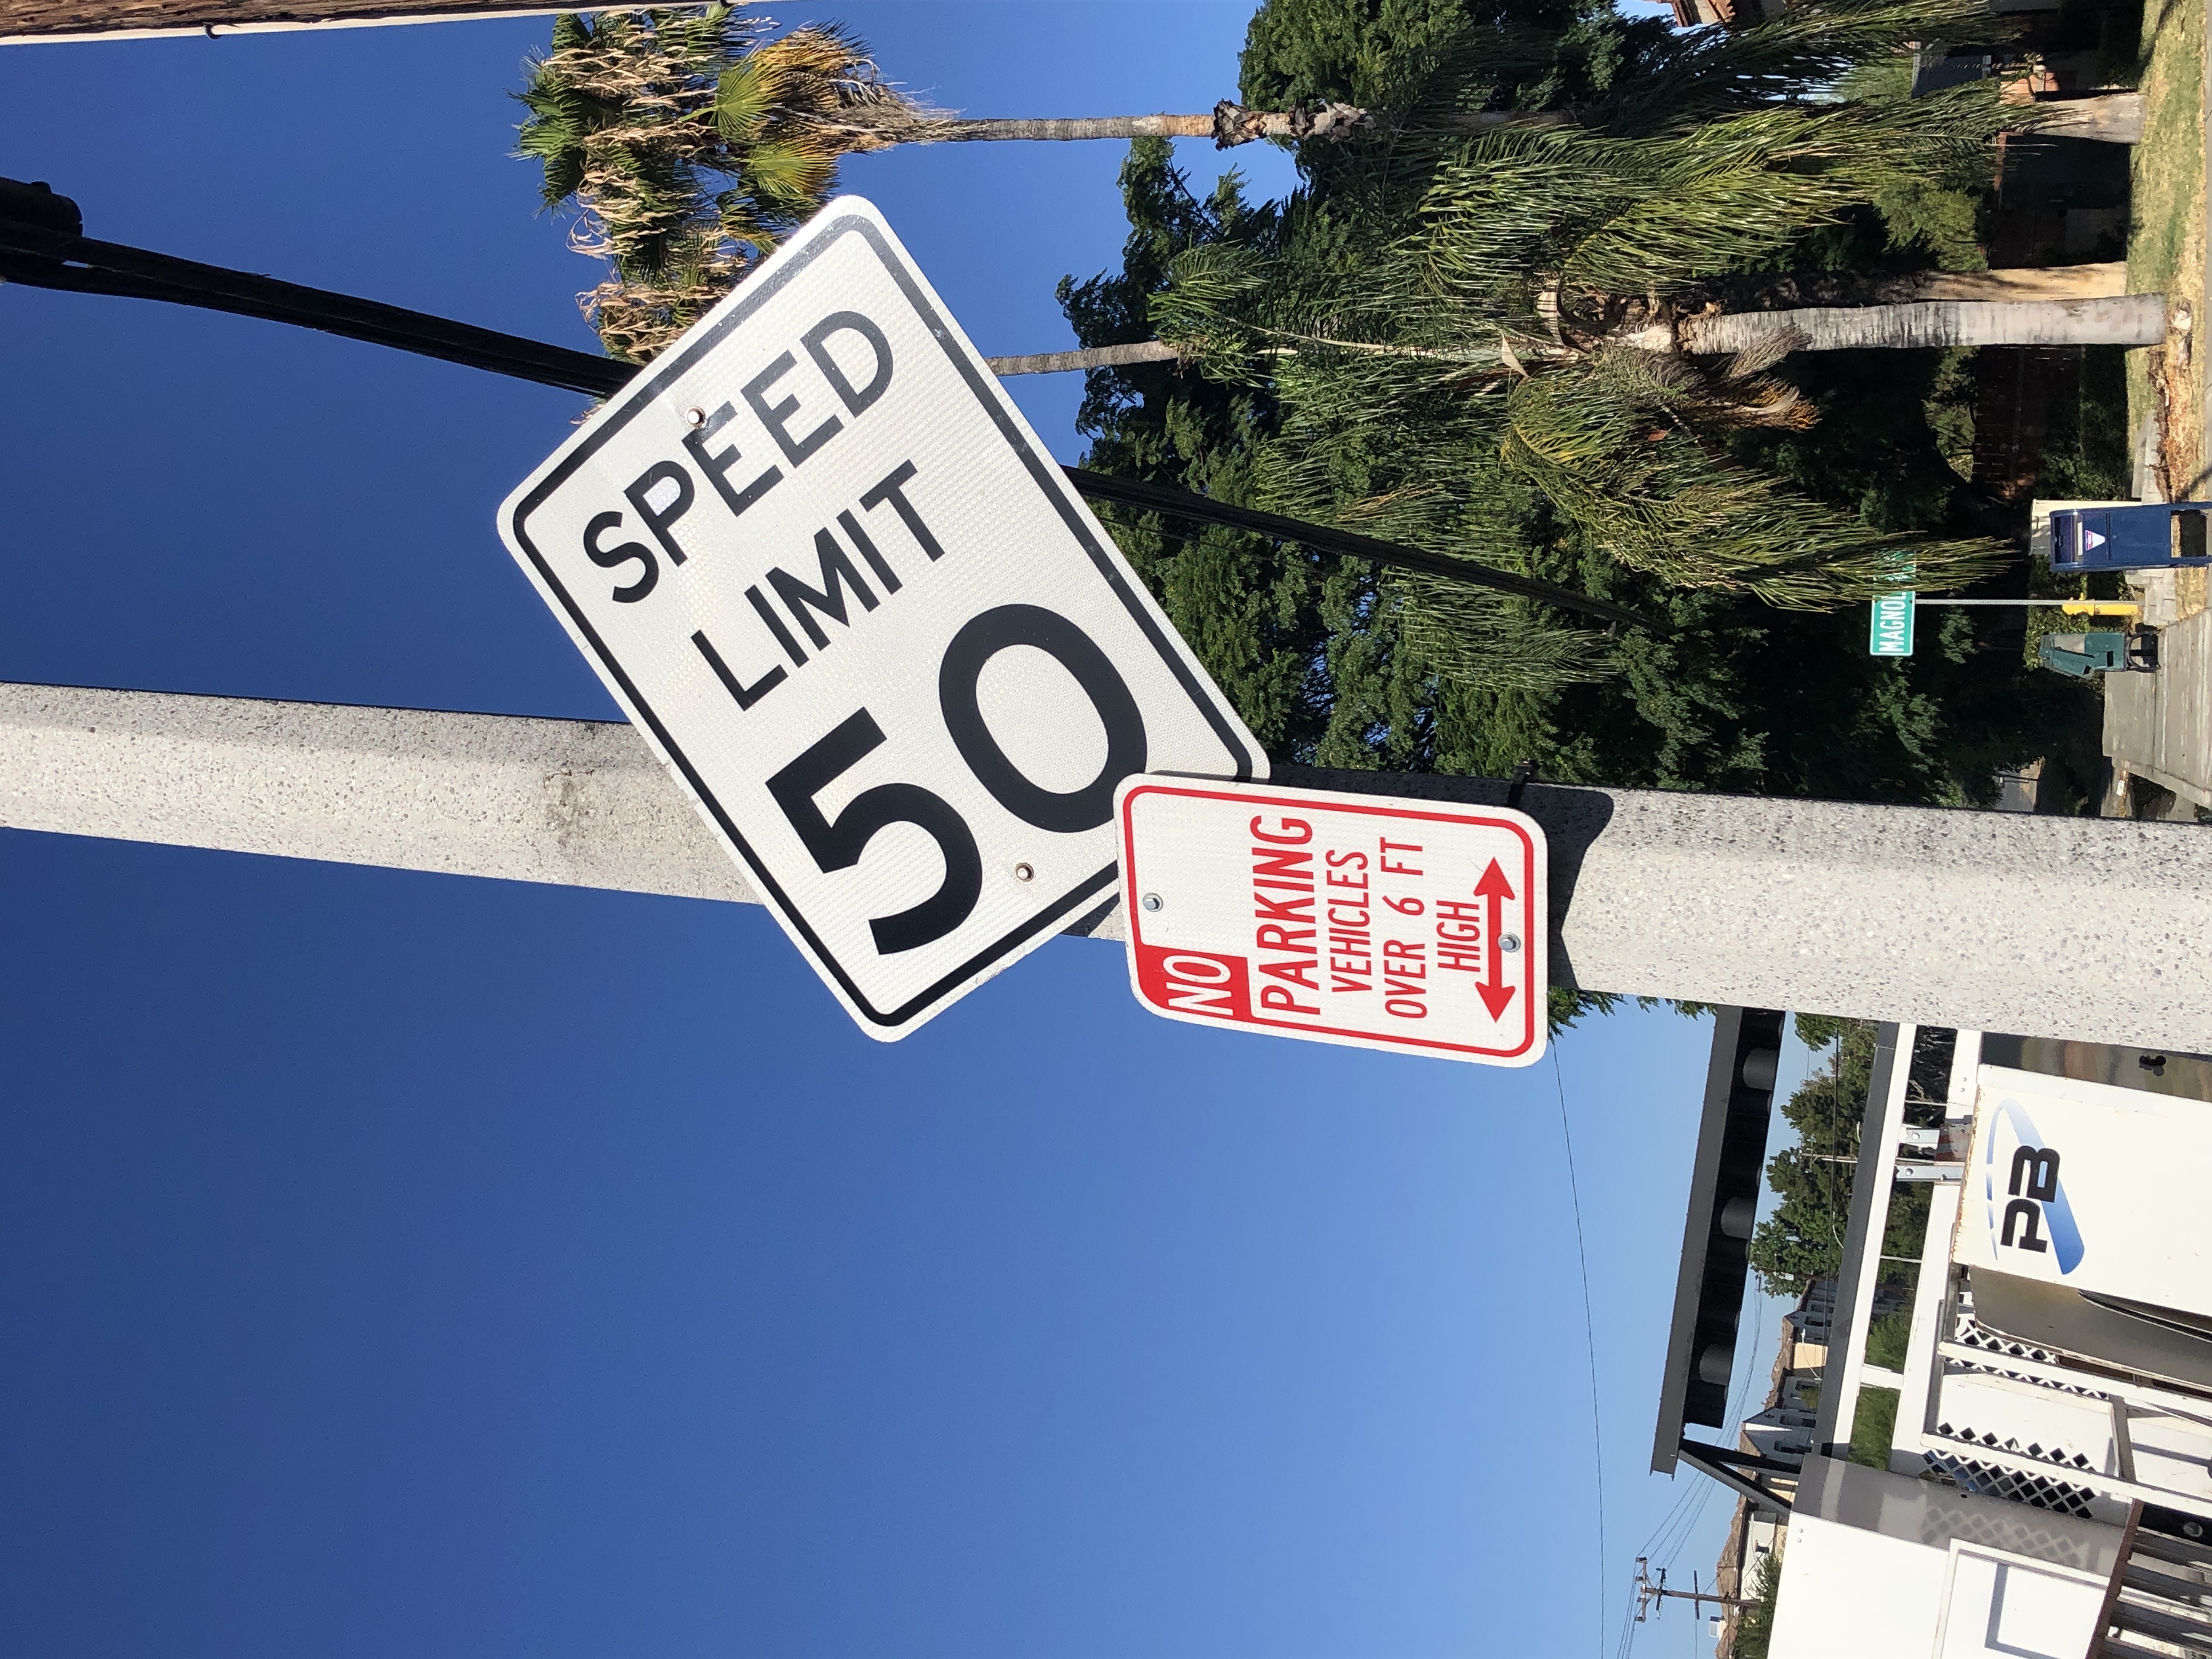 SPEED
LIMIT
50
NO
PARKING
VEHICLES
OVER 6 FT
HIGH
PB